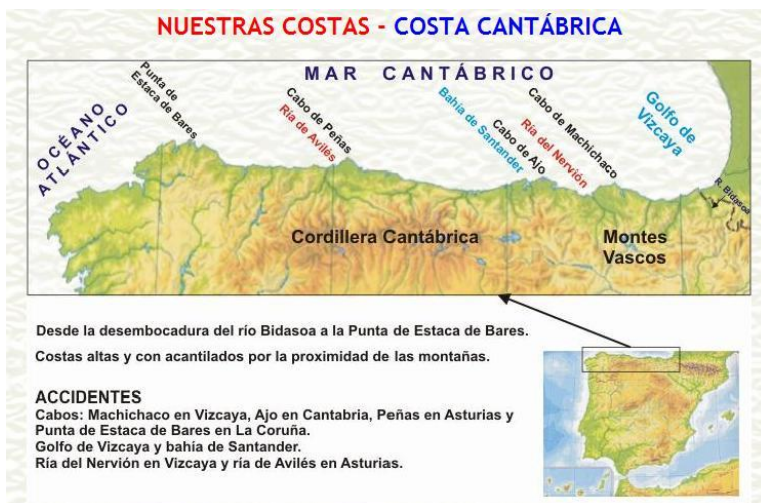 NUESTRAS COSTAS - COSTA CANTÁBRICA
MAR CANTÁBRICO
OCÉANO
ATLÁNTICO
Punta de
Estaca de Bares
Cabo de Peñas
Ría de Avilés
Bahía de Santander
Cabo de Ajo
Cabo de Machichaco
Ría del Nervión
Golfo de
Vizcaya
R. Bidasoa
Cordillera Cantábrica
Montes
Vascos
Desde la desembocadura del río Bidasoa a la Punta de Estaca de Bares.
Costas altas y con acantilados por la proximidad de las montañas.
ACCIDENTES
Cabos: Machichaco en Vizcaya, Ajo en Cantabria, Peñas en Asturias y
Punta de Estaca de Bares en La Coruña.
Golfo de Vizcaya y bahía de Santander.
Ría del Nervión en Vizcaya y ría de Avilés en Asturias.